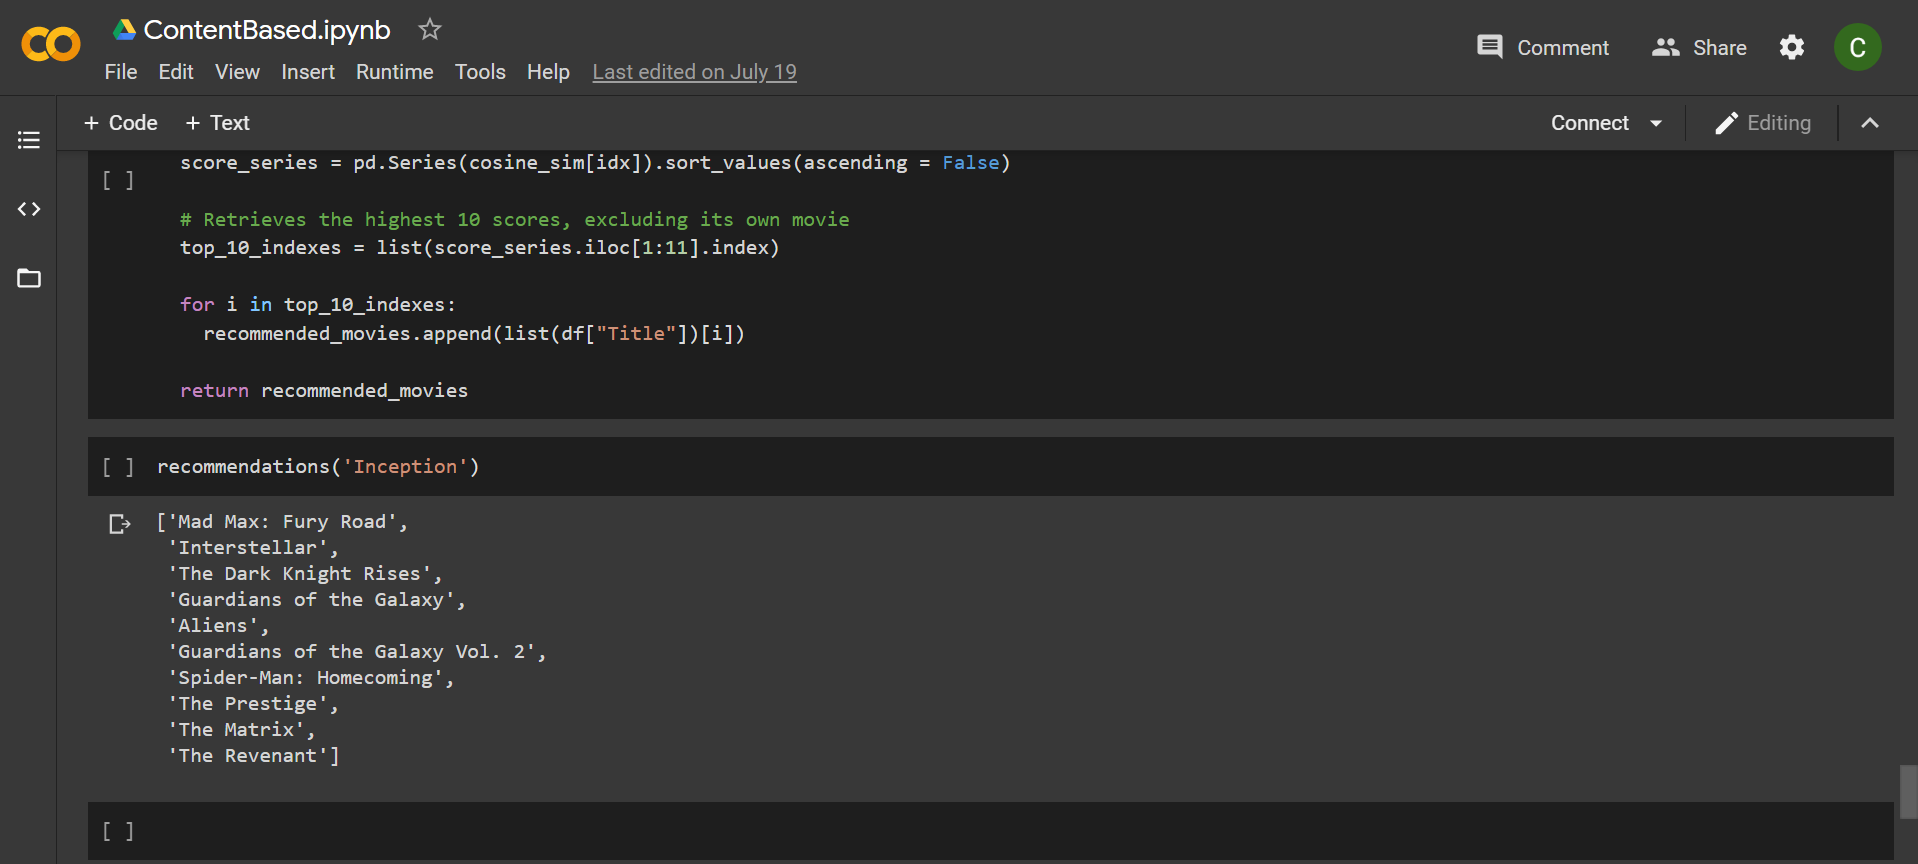 ContentBased.ipynb
File Edit View Insert Runtime Tools Help Last edited on July 19
Comment Share C
+ Code + Text
Connect Editing
score_series = pd.Series(cosine_sim[idx]).sort_values(ascending = False)
[ ]
# Retrieves the highest 10 scores, excluding its own movie
top_10_indexes = list(score_series.iloc[1:11].index)
for i in top_10_indexes:
recommended_movies.append(list(df["Title"])[i])
return recommended_movies
[ ] recommendations('Inception')
['Mad Max: Fury Road',
'Interstellar',
'The Dark Knight Rises',
'Guardians of the Galaxy',
'Aliens',
'Guardians of the Galaxy Vol. 2',
'Spider-Man: Homecoming',
'The Prestige',
'The Matrix',
'The Revenant']
[ ]